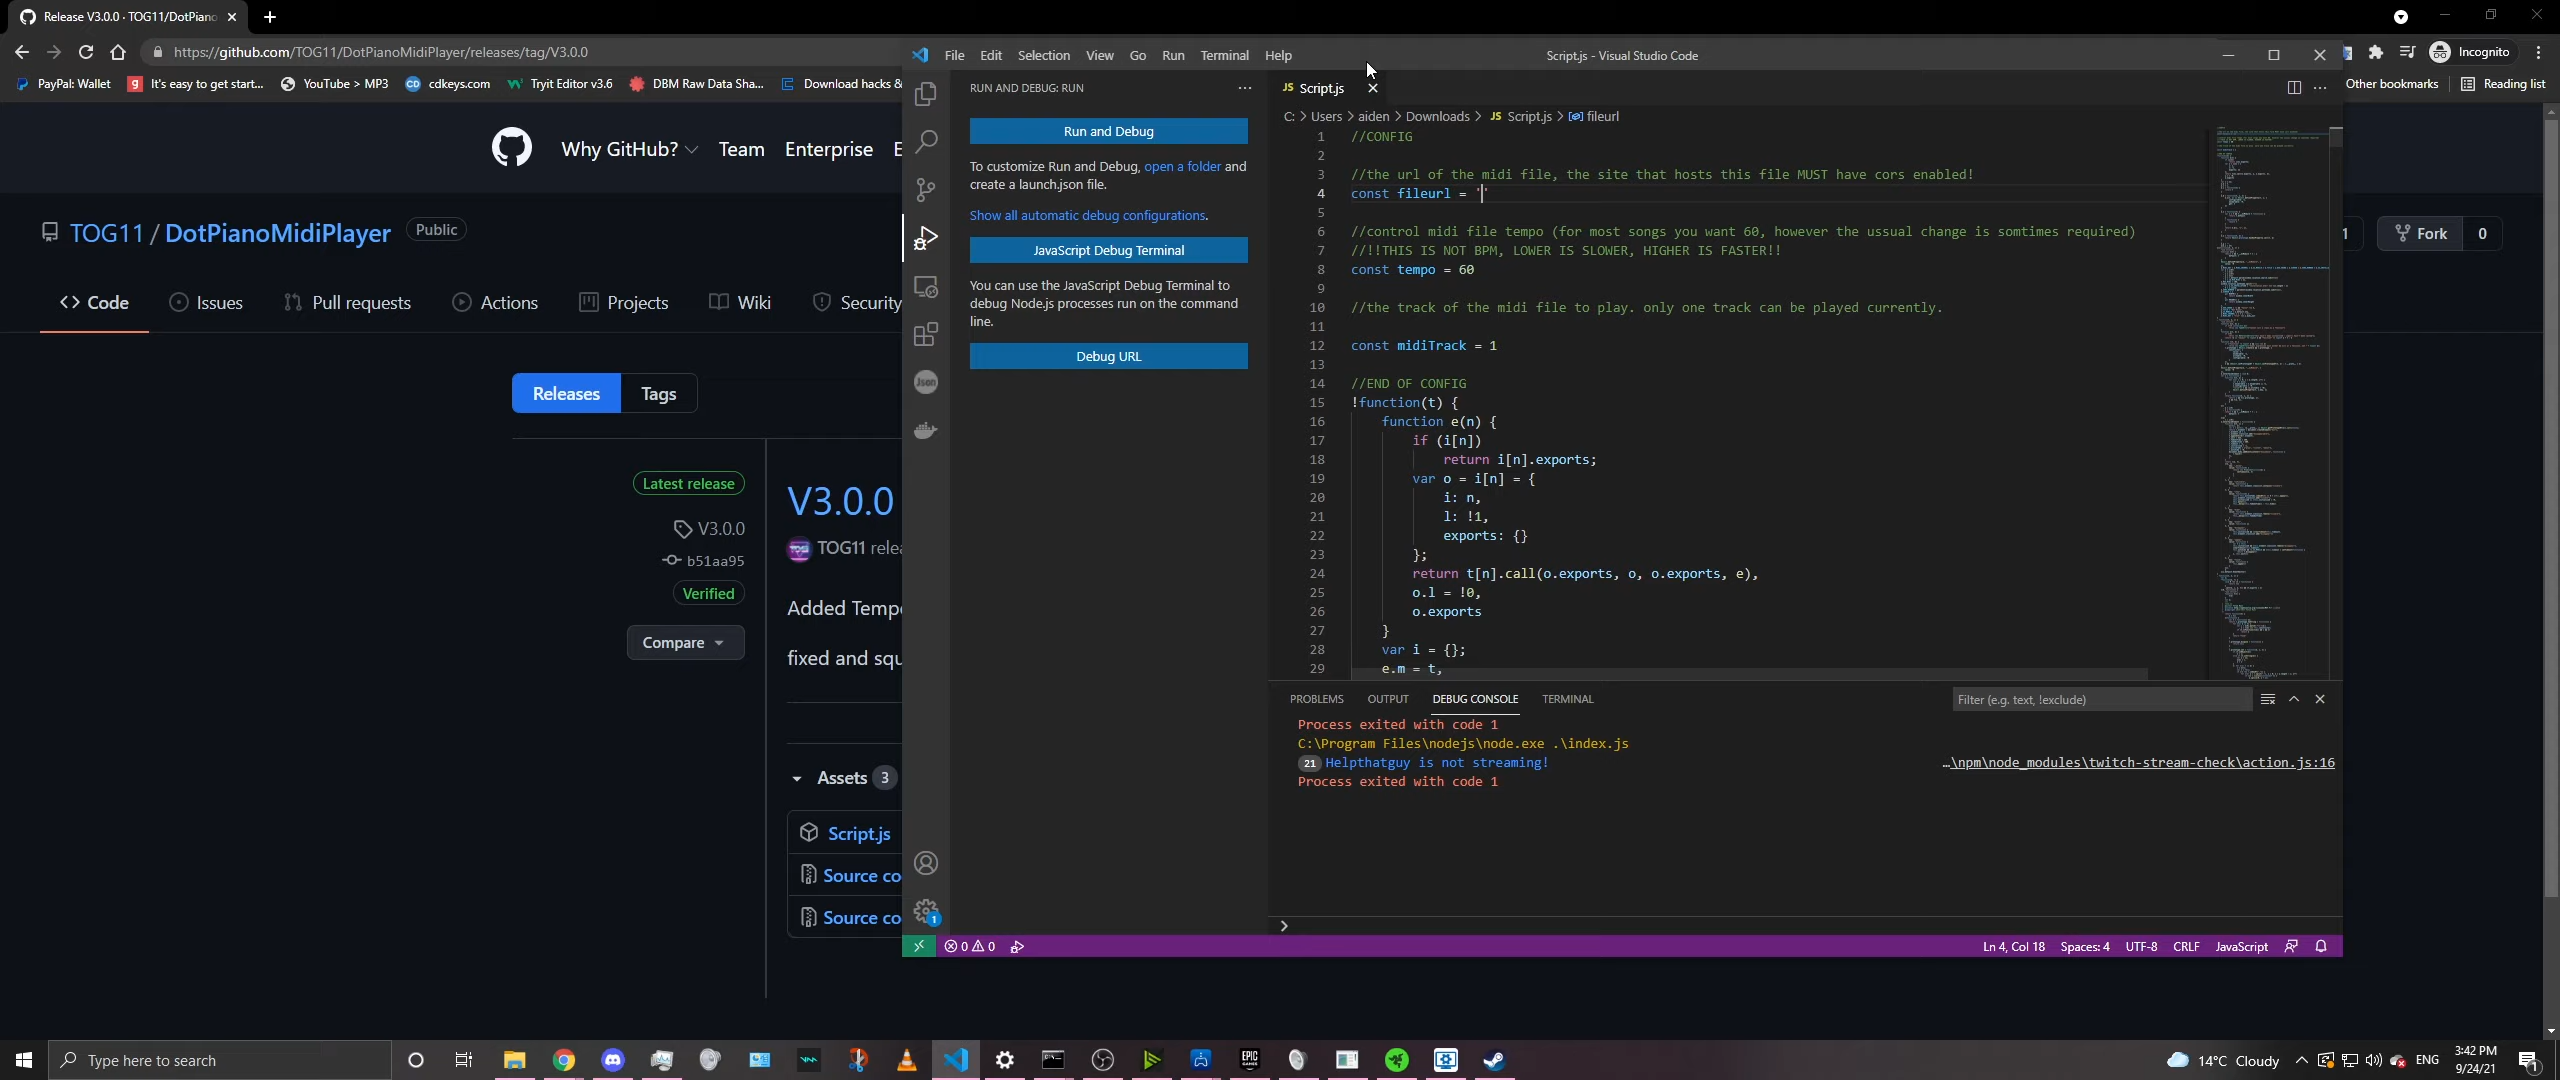 Release V3.0.0 · TOG11/DotPiano
https://github.com/TOG11/DotPianoMidiPlayer/releases/tag/V3.0.0
Incognito
PayPal: Wallet
It's easy to get start...
YouTube > MP3
cdkeys.com
Tryit Editor v3.6
DBM Raw Data Sha...
Download hacks &
Other bookmarks
Reading list
Why GitHub?
Team
Enterprise
TOG11 / DotPianoMidiPlayer
Public
1
Fork
0
Code
Issues
Pull requests
Actions
Projects
Wiki
Security
Releases
Tags
Latest release
V3.0.0
b51aa95
Verified
Compare
V3.0.0
TOG11 relea
Added Temp
fixed and squ
Assets 3
Script.js
Source co
Source co
File Edit Selection View Go Run Terminal Help
Script.js - Visual Studio Code
RUN AND DEBUG: RUN
Run and Debug
To customize Run and Debug, open a folder and
create a launch.json file.
Show all automatic debug configurations.
JavaScript Debug Terminal
You can use the JavaScript Debug Terminal to
debug Node.js processes run on the command
line.
Debug URL
Json
1
JS Script.js
C: > Users > aiden > Downloads > JS Script.js > fileurl
1 //CONFIG
2
3 //the url of the midi file, the site that hosts this file MUST have cors enabled!
4 const fileurl = ''
5
6 //control midi file tempo (for most songs you want 60, however the ussual change is somtimes required)
7 //!!THIS IS NOT BPM, LOWER IS SLOWER, HIGHER IS FASTER!!
8 const tempo = 60
9
10 //the track of the midi file to play. only one track can be played currently.
11
12 const midiTrack = 1
13
14 //END OF CONFIG
15 !function(t) {
16 function e(n) {
17 if (i[n])
18 return i[n].exports;
19 var o = i[n] = {
20 i: n,
21 l: !1,
22 exports: {}
23 };
24 return t[n].call(o.exports, o, o.exports, e),
25 o.l = !0,
26 o.exports
27 }
28 var i = {};
29 e.m = t,
PROBLEMS OUTPUT DEBUG CONSOLE TERMINAL
Filter (e.g. text, !exclude)
Process exited with code 1
C:\Program Files\nodejs\node.exe .\index.js
21 Helpthatguy is not streaming!
…\npm\node_modules\twitch-stream-check\action.js:16
Process exited with code 1
0 0
Ln 4, Col 18 Spaces: 4 UTF-8 CRLF JavaScript
Type here to search
EPIC GAMES
14°C Cloudy
ENG
3:42 PM
9/24/21
1